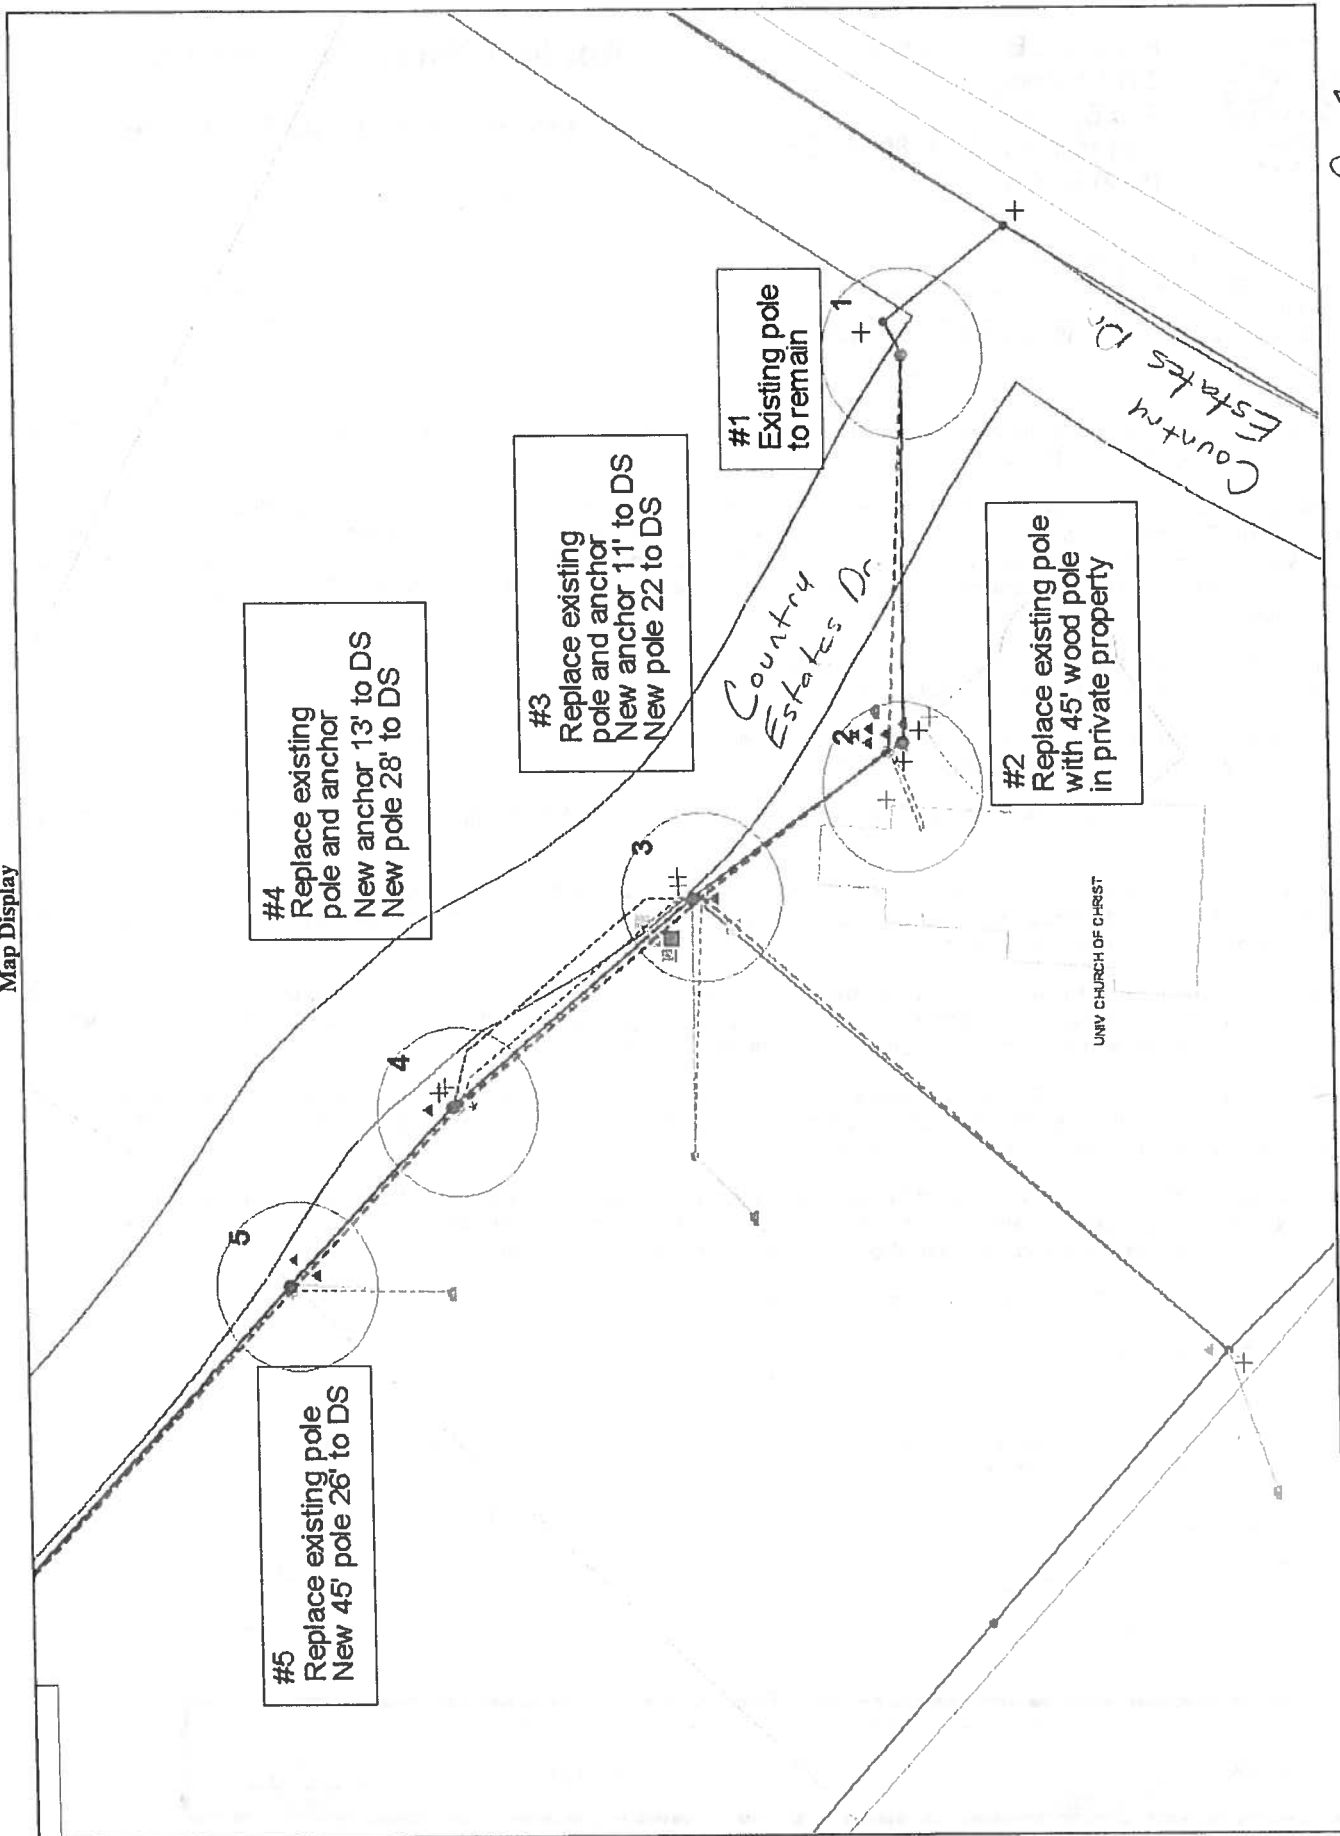 Map Display
#5
Replace existing pole
New 45' pole 26' to DS
#4
Replace existing
pole and anchor
New anchor 13' to DS
New pole 28' to DS
#3
Replace existing
pole and anchor
New anchor 11' to DS
New pole 22 to DS
#1
Existing pole
to remain
#2
Replace existing pole
with 45' wood pole
in private property
5
4
3
2
1
Country
Estates Dr.
Country
Estates Dr
UNIV CHURCH OF CHRIST